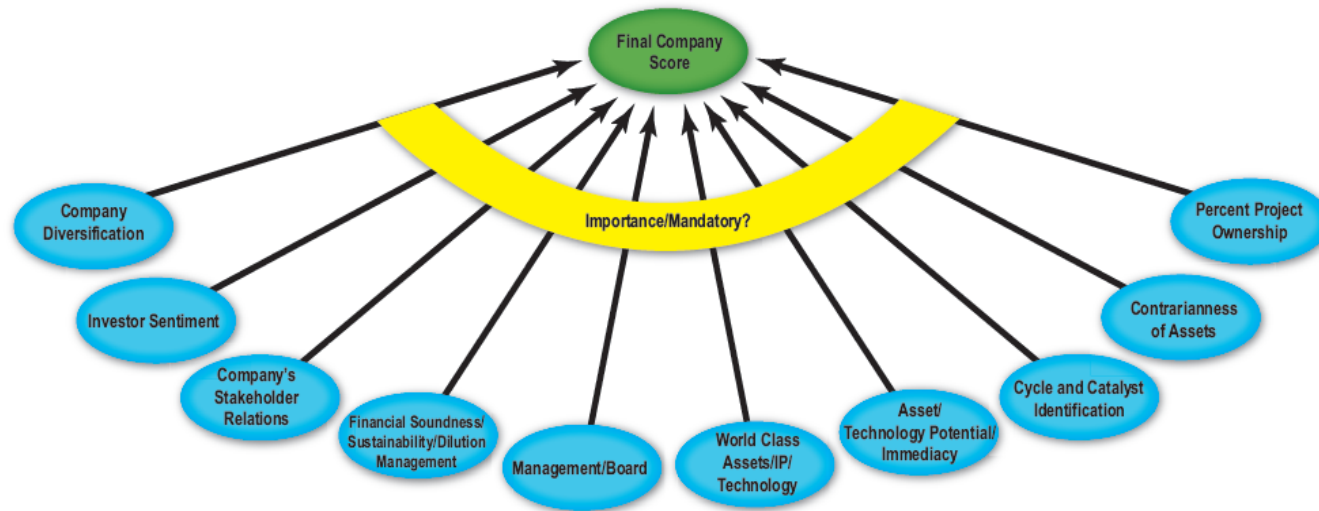 Final Company
Score
Importance/Mandatory?
Company
Diversification
Investor Sentiment
Company's
Stakeholder
Relations
Financial Soundness/
Sustainability/Dilution
Management
Management/Board
World Class
Assets/IP/
Technology
Asset/
Technology Potential/
Immediacy
Cycle and Catalyst
Identification
Contrarianness
of Assets
Percent Project
Ownership